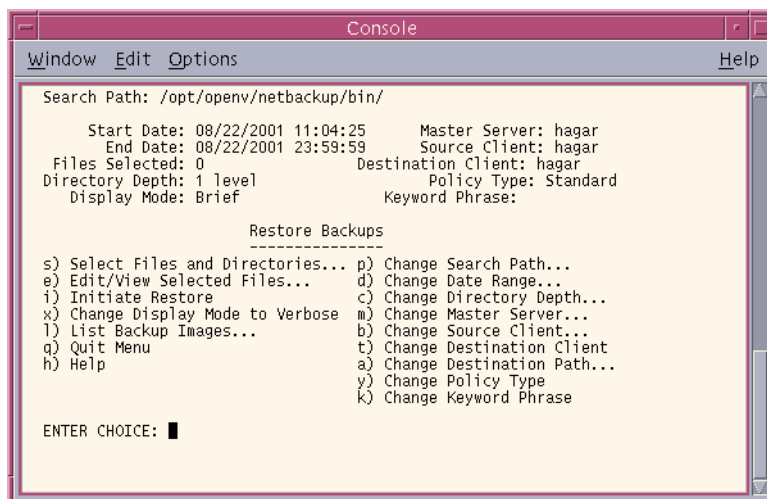 Console
Window Edit Options Help
Search Path: /opt/openv/netbackup/bin/
Start Date: 08/22/2001 11:04:25 Master Server: hagar
End Date: 08/22/2001 23:59:59 Source Client: hagar
Files Selected: 0 Destination Client: hagar
Directory Depth: 1 level Policy Type: Standard
Display Mode: Brief Keyword Phrase:
Restore Backups
---------------
s) Select Files and Directories... p) Change Search Path...
e) Edit/View Selected Files... d) Change Date Range...
i) Initiate Restore c) Change Directory Depth...
x) Change Display Mode to Verbose m) Change Master Server...
l) List Backup Images... b) Change Source Client...
q) Quit Menu t) Change Destination Client
h) Help a) Change Destination Path...
y) Change Policy Type
k) Change Keyword Phrase
ENTER CHOICE: